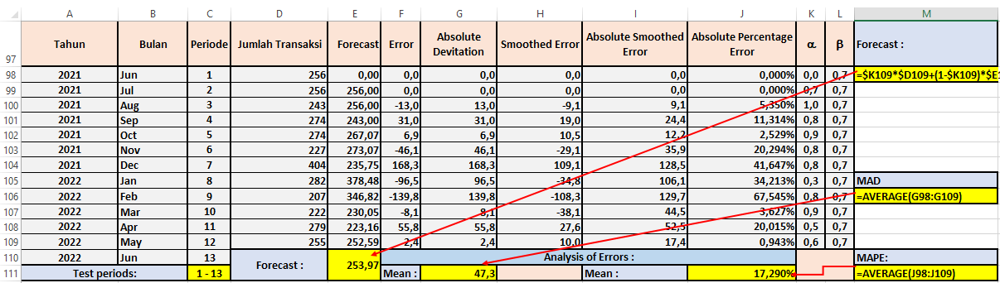 A B C D E F G H I J K L M
97 Tahun Bulan Periode Jumlah Transaksi Forecast Error Absolute Devitation Smoothed Error Absolute Smoothed Error Absolute Percentage Error α β Forecast :
98 2021 Jun 1 256 0,00 0,0 0,0 0,0 0,0 0,000% 0,0 0,7 =$K109*$D109+(1-$K109)*$E1
99 2021 Jul 2 256 256,00 0,0 0,0 0,0 0,0 0,000% 0,7 0,7
100 2021 Aug 3 243 256,00 -13,0 13,0 -9,1 9,1 5,350% 1,0 0,7
101 2021 Sep 4 274 243,00 31,0 31,0 19,0 24,4 11,314% 0,8 0,7
102 2021 Oct 5 274 267,07 6,9 6,9 10,5 12,2 2,529% 0,9 0,7
103 2021 Nov 6 227 273,07 -46,1 46,1 -29,1 35,9 20,294% 0,8 0,7
104 2021 Dec 7 404 235,75 168,3 168,3 109,1 128,5 41,647% 0,8 0,7
105 2022 Jan 8 282 378,48 -96,5 96,5 -34,8 106,1 34,213% 0,3 0,7 MAD
106 2022 Feb 9 207 346,82 -139,8 139,8 -108,3 129,7 67,545% 0,8 0,7 =AVERAGE(G98:G109)
107 2022 Mar 10 222 230,05 -8,1 8,1 -38,1 44,5 3,627% 0,9 0,7
108 2022 Apr 11 279 223,16 55,8 55,8 27,6 52,5 20,015% 0,5 0,7
109 2022 May 12 255 252,59 2,4 2,4 10,0 17,4 0,943% 0,6 0,7
110 2022 Jun 13 Forecast : 253,97 Analysis of Errors : MAPE:
111 Test periods: 1 - 13 Mean : 47,3 Mean : 17,290% =AVERAGE(J98:J109)